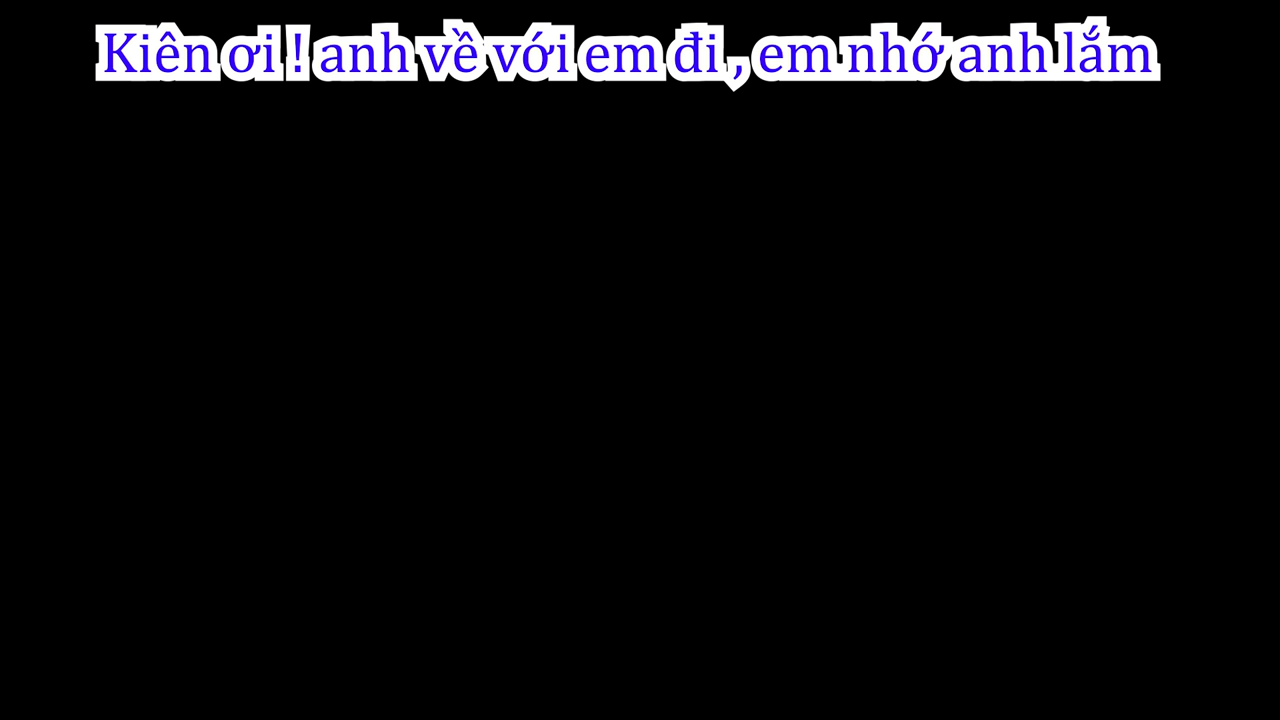 Kiên ơi ! anh về với em đi , em nhớ anh lắm